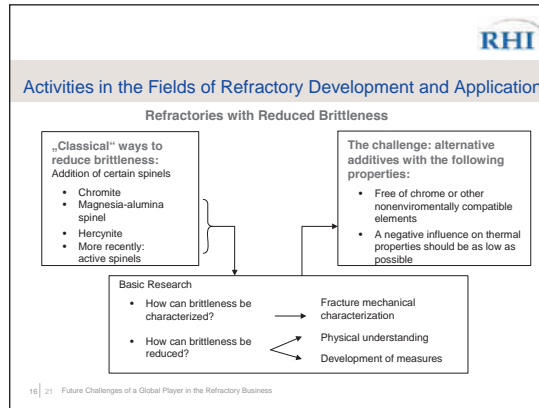 RHI
Activities in the Fields of Refractory Development and Application
Refractories with Reduced Brittleness
„Classical“ ways to
reduce brittleness:
Addition of certain spinels
• Chromite
• Magnesia-alumina
spinel
• Hercynite
• More recently:
active spinels
The challenge: alternative
additives with the following
properties:
• Free of chrome or other
nonenviromentally compatible
elements
• A negative influence on thermal
properties should be as low as
possible
Basic Research
• How can brittleness be
characterized?
Fracture mechanical
characterization
• How can brittleness be
reduced?
Physical understanding
Development of measures
16 | 21 Future Challenges of a Global Player in the Refractory Business